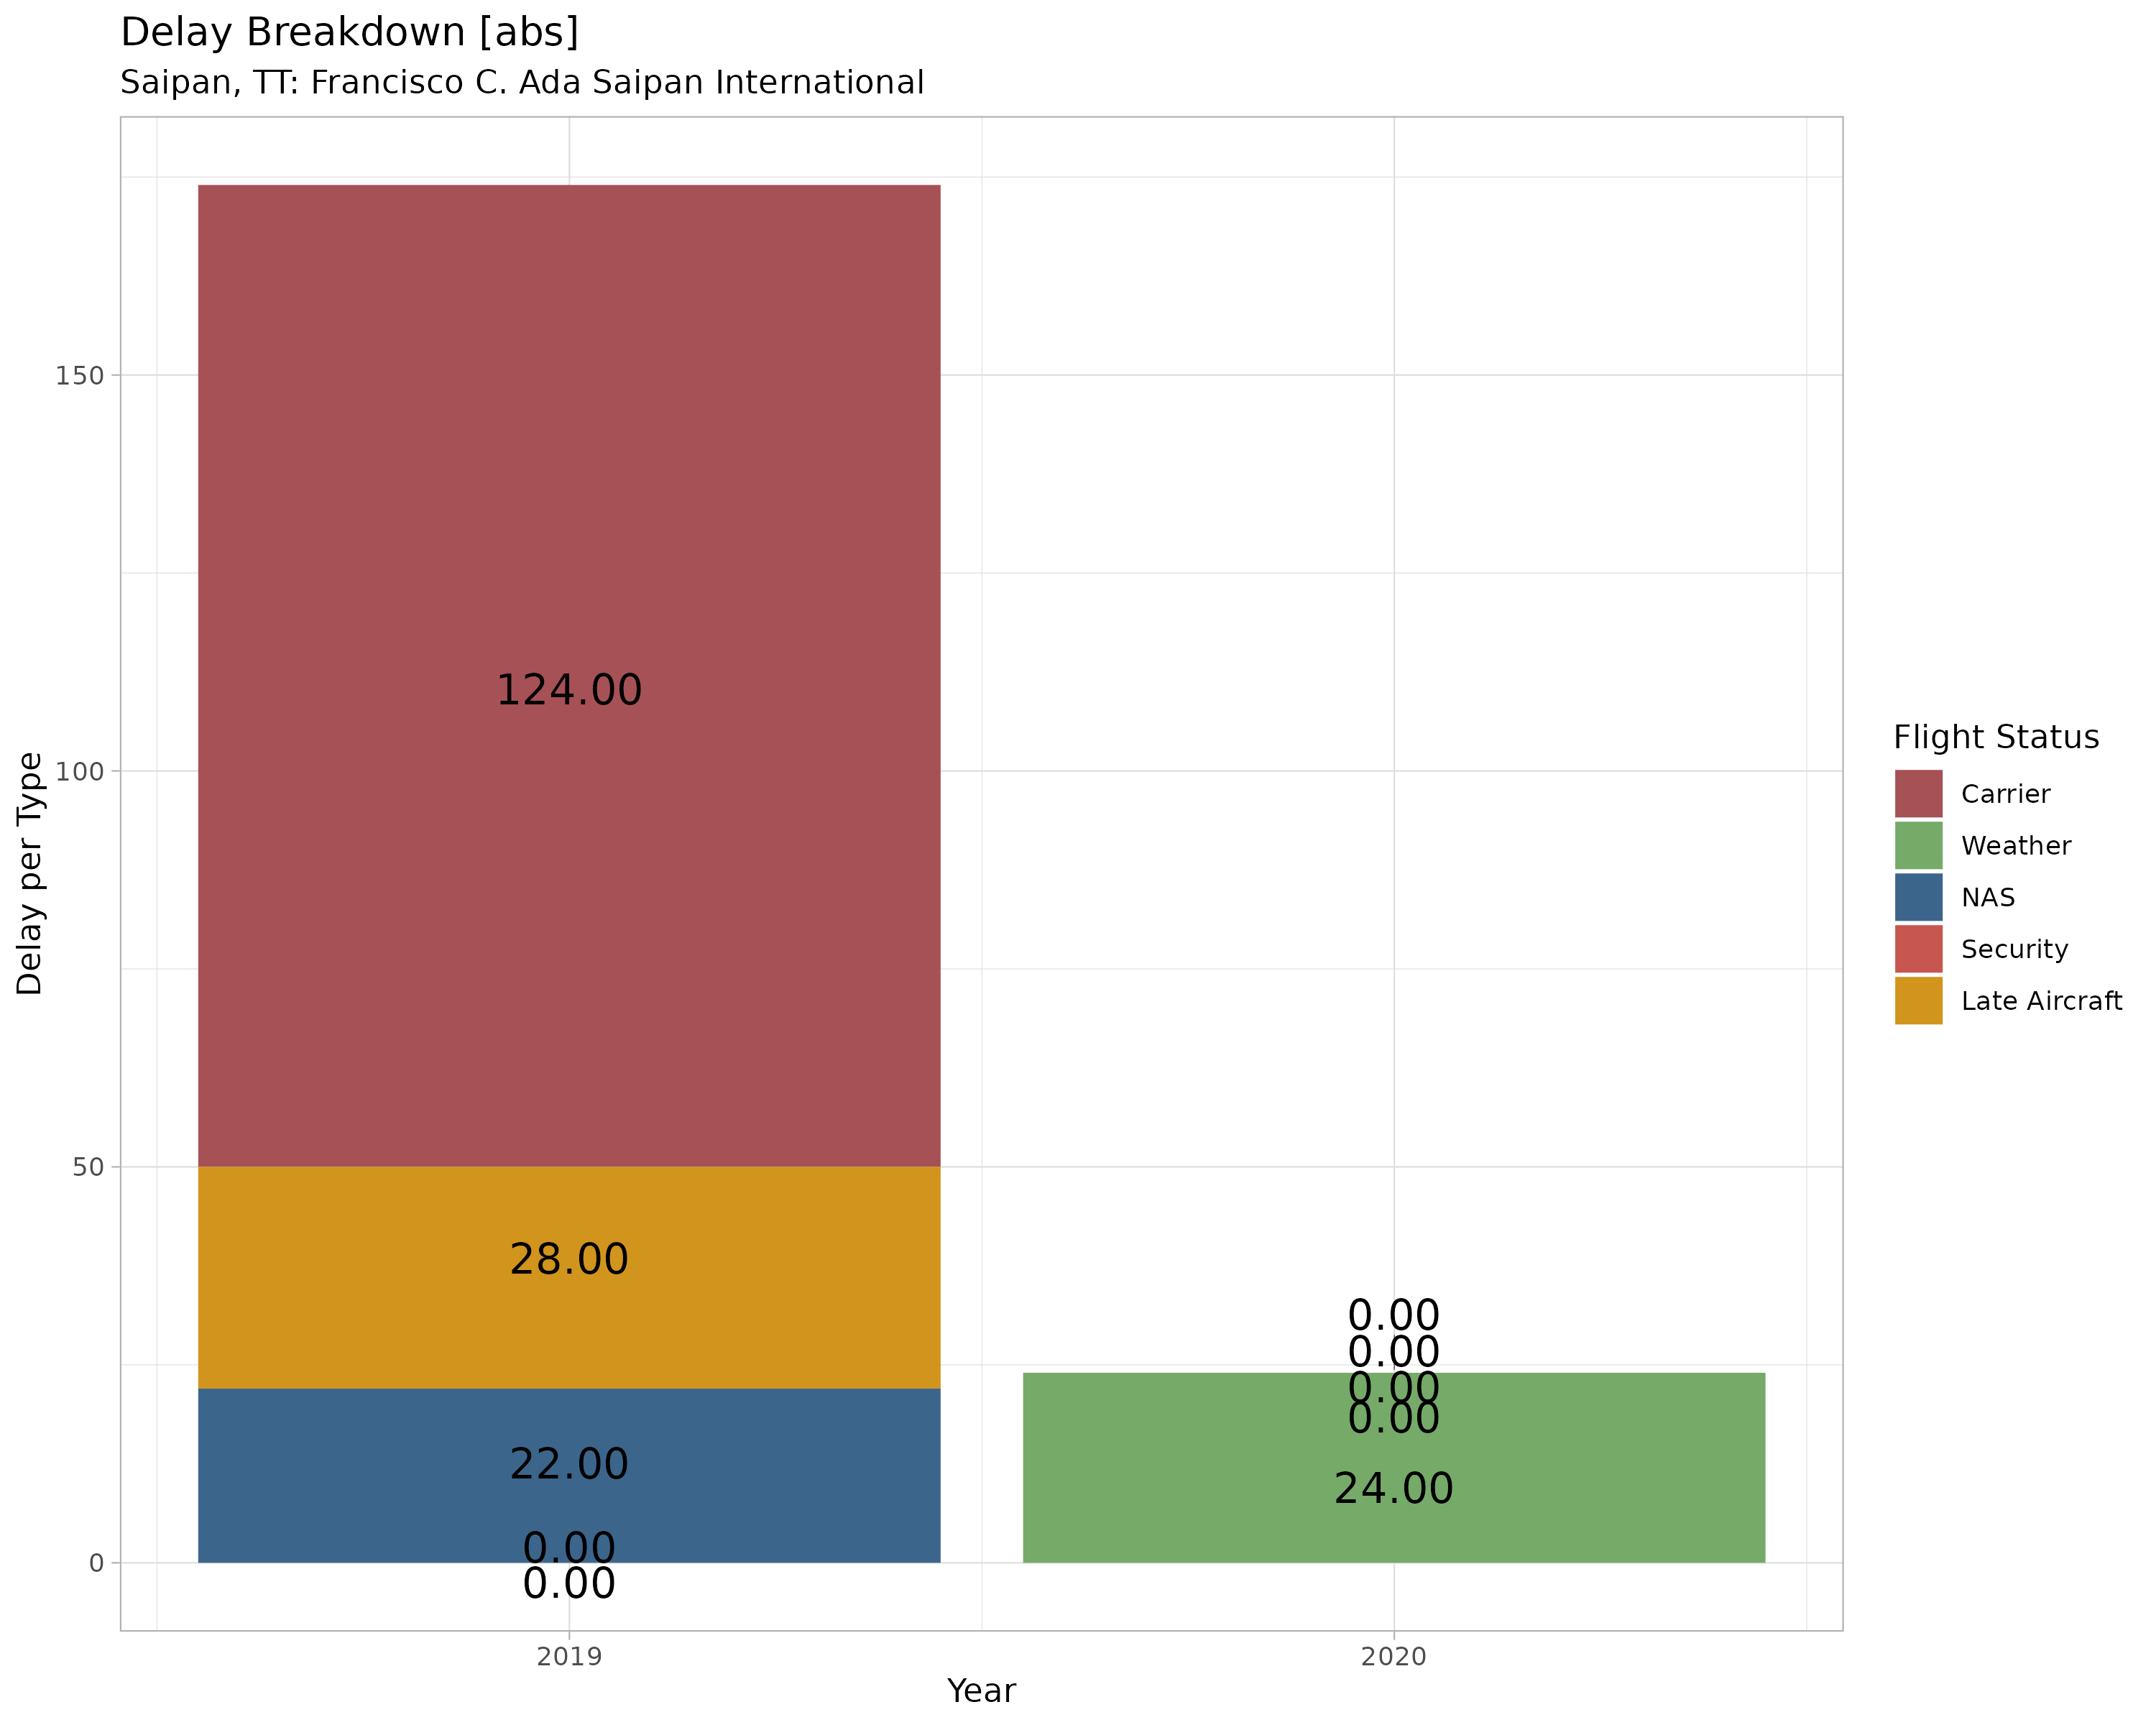 Delay Breakdown [abs]
Saipan, TT: Francisco C. Ada Saipan International
Delay per Type
150
100
50
0
124.00
28.00
22.00
0.00
0.00
0.00
0.00
0.00
0.00
24.00
2019
2020
Year
Flight Status
Carrier
Weather
NAS
Security
Late Aircraft